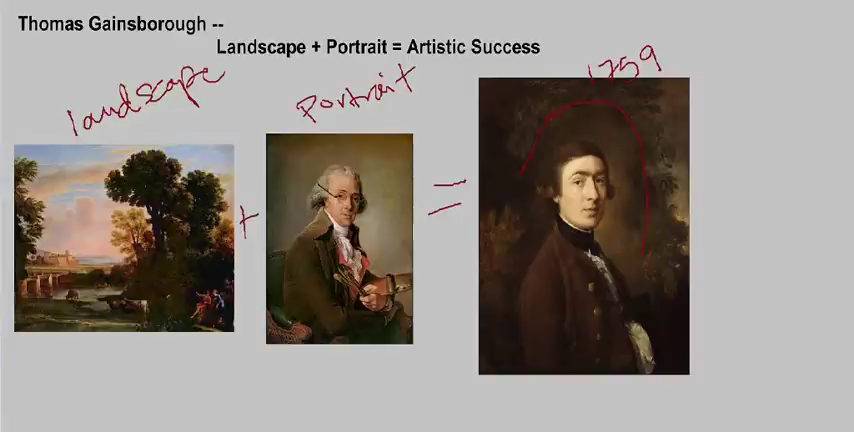 Thomas Gainsborough --
Landscape + Portrait = Artistic Success
landscape
Portrait
1759
+
=